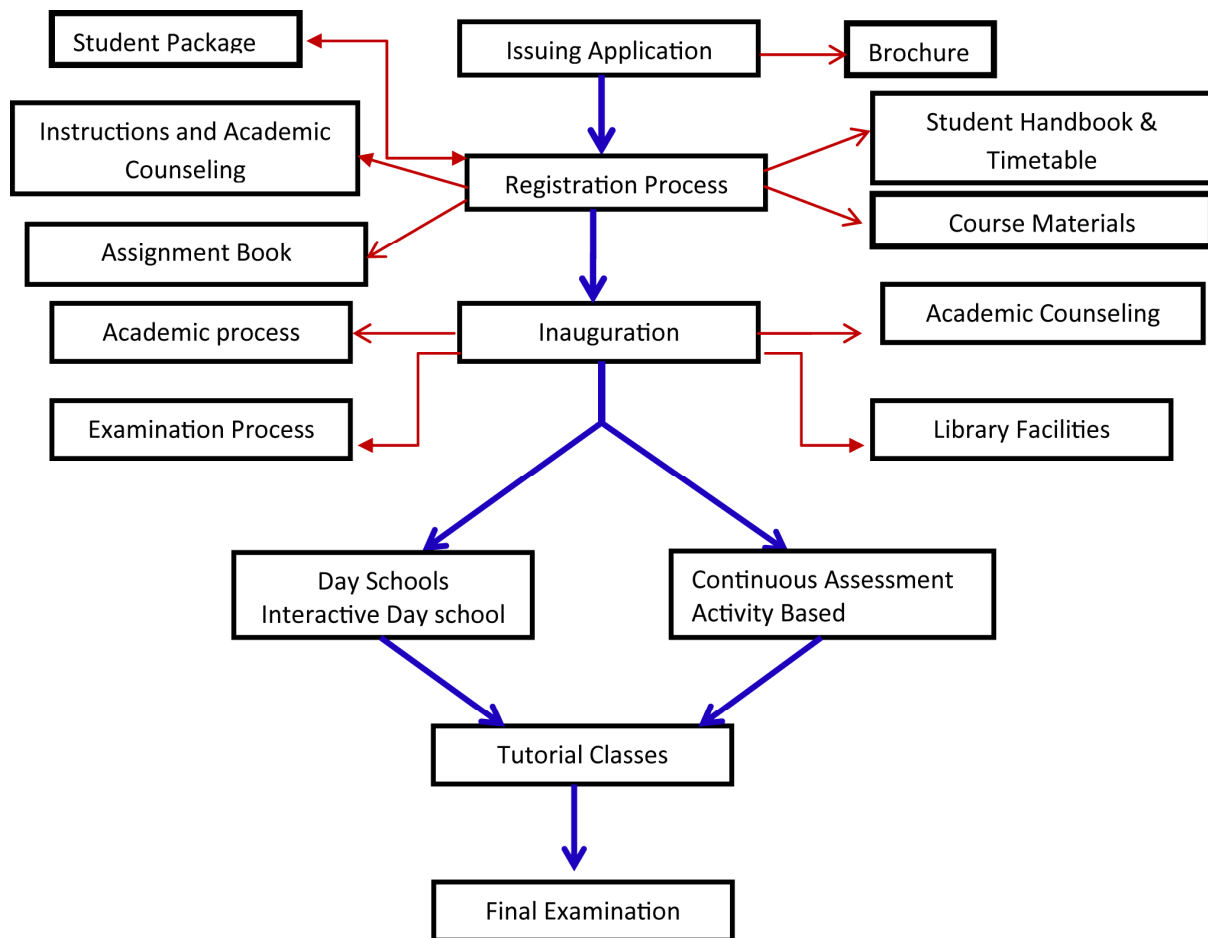 Student Package
Issuing Application
Brochure
Instructions and Academic
Counseling
Student Handbook &
Timetable
Registration Process
Course Materials
Assignment Book
Academic process
Inauguration
Academic Counseling
Examination Process
Library Facilities
Day Schools
Interactive Day school
Continuous Assessment
Activity Based
Tutorial Classes
Final Examination